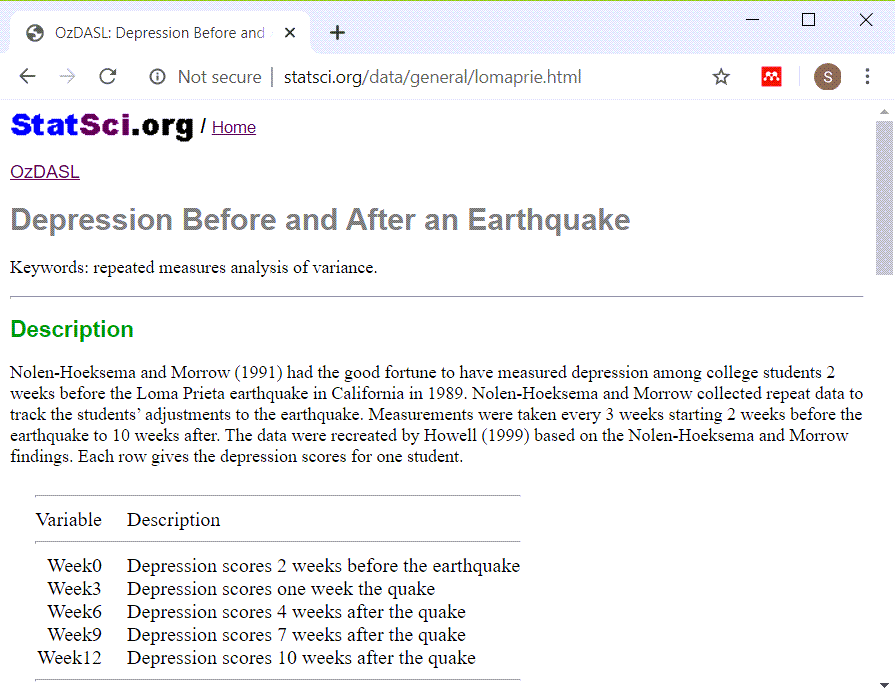 OzDASL: Depression Before and
Not secure | statsci.org/data/general/lomaprie.html
S
StatSci.org / Home
OzDASL
Depression Before and After an Earthquake
Keywords: repeated measures analysis of variance.
Description
Nolen-Hoeksema and Morrow (1991) had the good fortune to have measured depression among college students 2
weeks before the Loma Prieta earthquake in California in 1989. Nolen-Hoeksema and Morrow collected repeat data to
track the students’ adjustments to the earthquake. Measurements were taken every 3 weeks starting 2 weeks before the
earthquake to 10 weeks after. The data were recreated by Howell (1999) based on the Nolen-Hoeksema and Morrow
findings. Each row gives the depression scores for one student.
Variable Description
Week0 Depression scores 2 weeks before the earthquake
Week3 Depression scores one week the quake
Week6 Depression scores 4 weeks after the quake
Week9 Depression scores 7 weeks after the quake
Week12 Depression scores 10 weeks after the quake